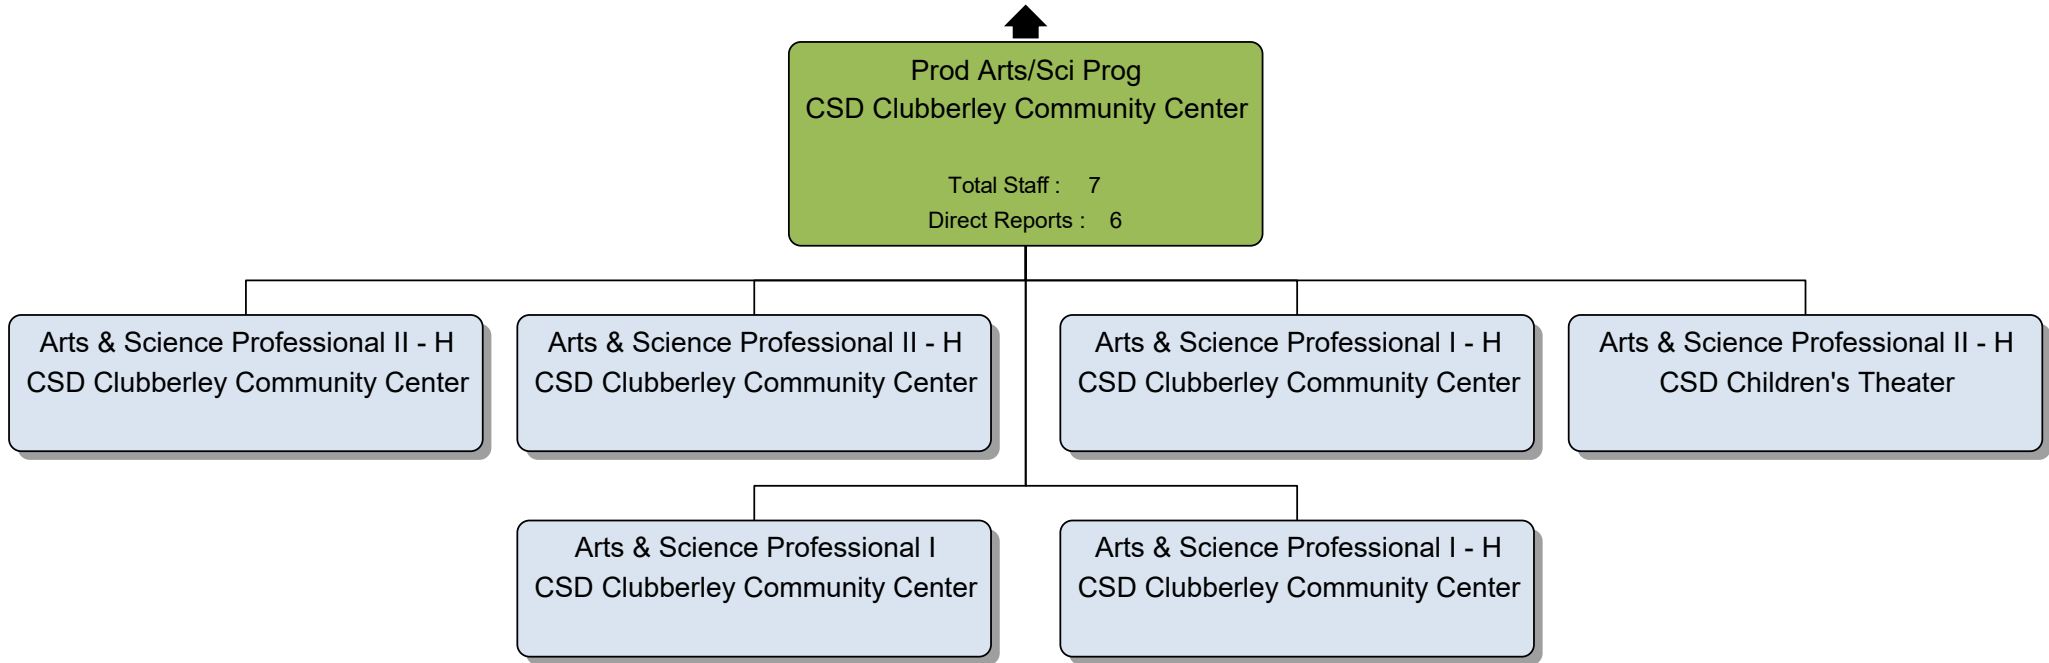 Prod Arts/Sci Prog
CSD Clubberley Community Center
Total Staff : 7
Direct Reports : 6
Arts & Science Professional II - H
CSD Clubberley Community Center
Arts & Science Professional II - H
CSD Clubberley Community Center
Arts & Science Professional I - H
CSD Clubberley Community Center
Arts & Science Professional II - H
CSD Children's Theater
Arts & Science Professional I
CSD Clubberley Community Center
Arts & Science Professional I - H
CSD Clubberley Community Center